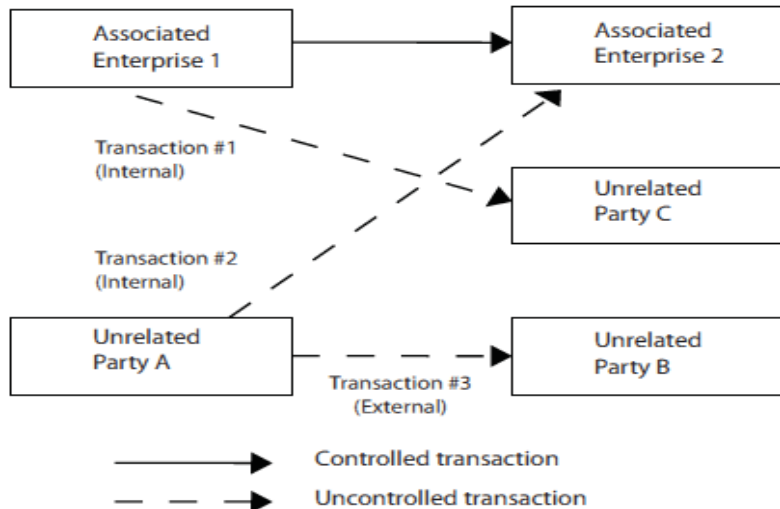 Associated
Enterprise 1
Associated
Enterprise 2
Transaction #1
(Internal)
Unrelated
Party C
Transaction #2
(Internal)
Unrelated
Party A
Unrelated
Party B
Transaction #3
(External)
Controlled transaction
Uncontrolled transaction